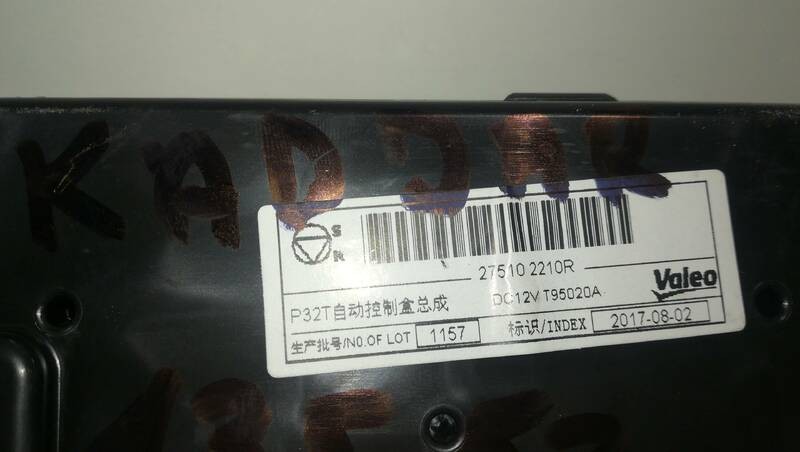 KADJAR
S
R
27510 2210R
Valeo
P32T自动控制盒总成 DC12V T95020A
生产批号/NO.OF LOT 1157 标识/INDEX 2017-08-02